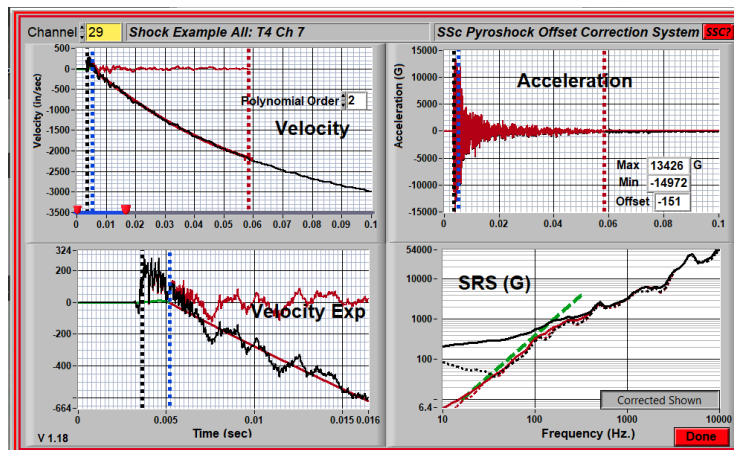 Channel 29 Shock Example All: T4 Ch 7 SSc Pyroshock Offset Correction System SSC?
500
0
-500
-1000
-1500
-2000
-2500
-3000
-3500
Velocity (in/sec)
Polynomial Order 2
Velocity
0 0.01 0.02 0.03 0.04 0.05 0.06 0.07 0.08 0.09 0.1
15000
10000
5000
0
-5000
-10000
-15000
Acceleration (G)
Acceleration
Max 13426 G
Min -14972
Offset -151
0 0.02 0.04 0.06 0.08 0.1
324
200
0
-200
-400
-664
Velocity Exp
0 0.005 0.01 0.015 0.016
V 1.18
Time (sec)
54000
10000
1000
100
6.4
SRS (G)
Corrected Shown
10 100 1000 10000
Frequency (Hz.)
Done